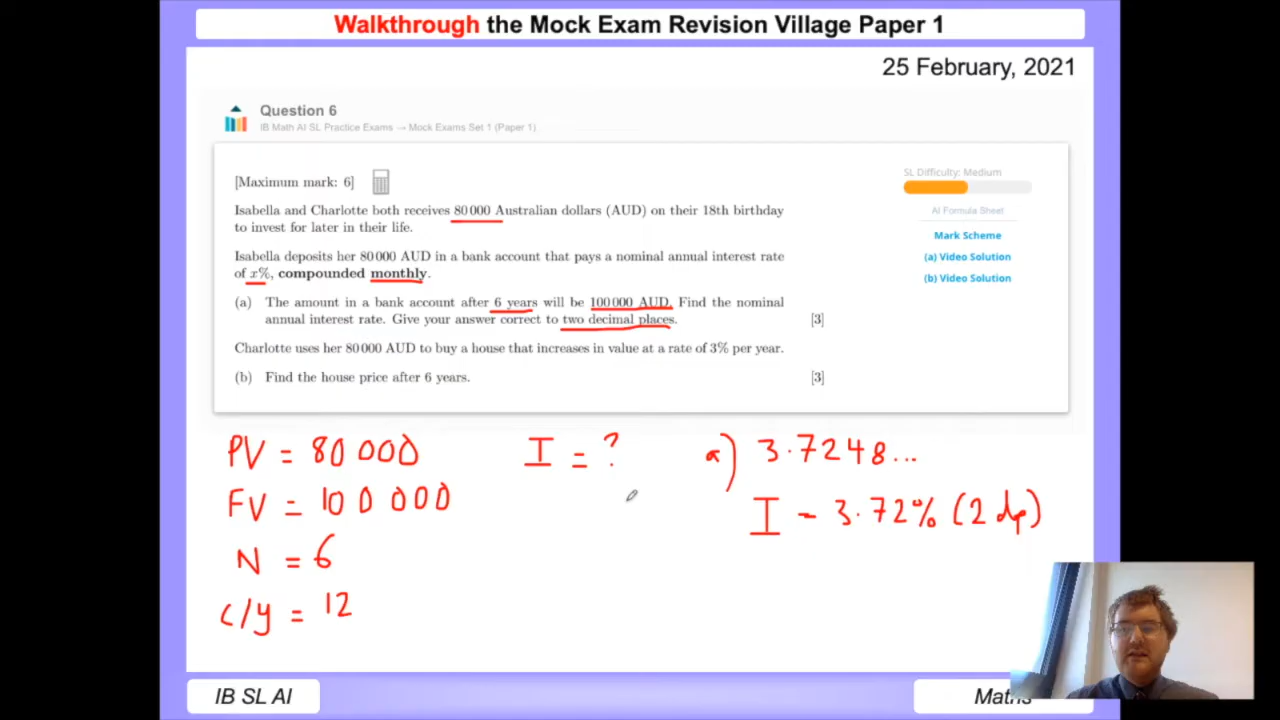 Walkthrough the Mock Exam Revision Village Paper 1
25 February, 2021
Question 6
IB Math AI SL Practice Exams → Mock Exams Set 1 (Paper 1)
[Maximum mark: 6]
SL Difficulty: Medium
Isabella and Charlotte both receives 80 000 Australian dollars (AUD) on their 18th birthday
to invest for later in their life.
AI Formula Sheet
Mark Scheme
(a) Video Solution
(b) Video Solution
Isabella deposits her 80 000 AUD in a bank account that pays a nominal annual interest rate
of x%, compounded monthly.
(a) The amount in a bank account after 6 years will be 100 000 AUD. Find the nominal
annual interest rate. Give your answer correct to two decimal places. [3]
Charlotte uses her 80 000 AUD to buy a house that increases in value at a rate of 3% per year.
(b) Find the house price after 6 years. [3]
PV = 80 000
FV = 100 000
N = 6
C/y = 12
I = ?
a) 3.7248...
I = 3.72% (2 dp)
IB SL AI
Maths